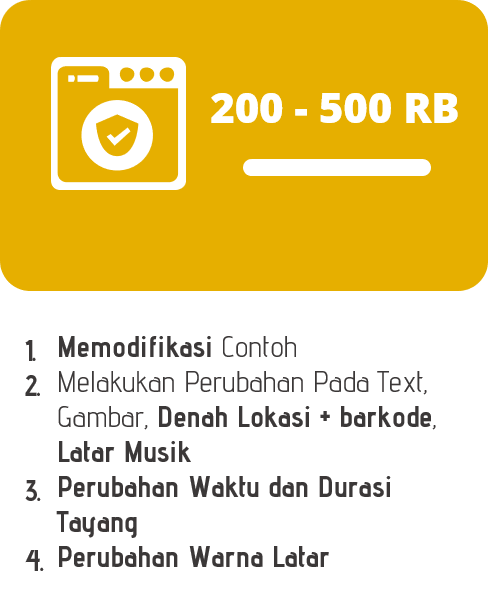 200 - 500 RB
1. Memodifikasi Contoh
2. Melakukan Perubahan Pada Text,
Gambar, Denah Lokasi + barkode,
Latar Musik
3. Perubahan Waktu dan Durasi
Tayang
4. Perubahan Warna Latar